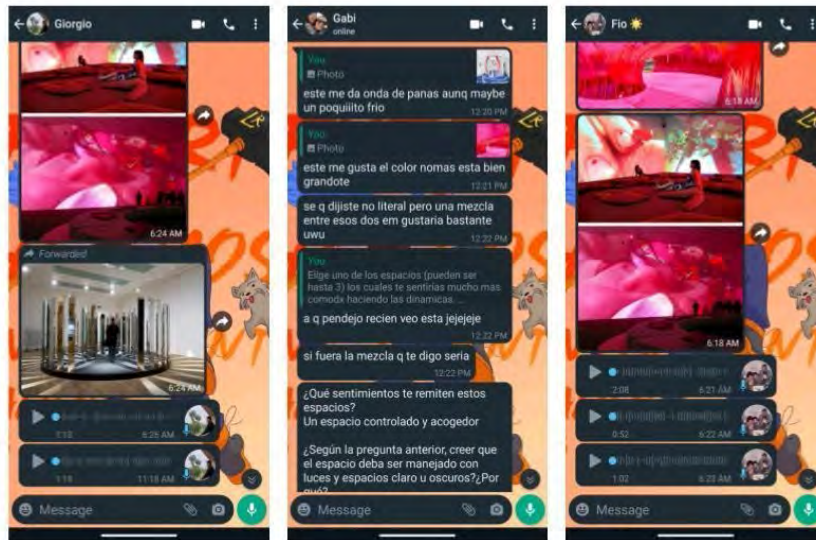 Giorgio
6:24 AM
Forwarded
6:24 AM
1:12 6:25 AM
1:19 11:18 AM
Message
Gabi
online
You
Photo
este me da onda de panas aunq maybe
un poquiiito frio
12:20 PM
You
Photo
este me gusta el color nomas esta bien
grandote
12:21 PM
se q dijiste no literal pero una mezcla
entre esos dos em gustaria bastante
uwu
12:22 PM
You
Elige uno de los espacios (pueden ser
hasta 3) los cuales te sentirías mucho mas
comodx haciendo las dinamicas. ...
a q pendejo recien veo esta jejejeje
12:22 PM
si fuera la mezcla q te digo sería
12:22 PM
¿Qué sentimientos te remiten estos
espacios?
Un espacio controlado y acogedor
¿Según la pregunta anterior, creer que
el espacio deba ser manejado con
luces y espacios claro u oscuros?¿Por
qué?
Message
Fio
6:18 AM
6:18 AM
2:08 6:21 AM
0:52 6:22 AM
1:02 6:23 AM
Message